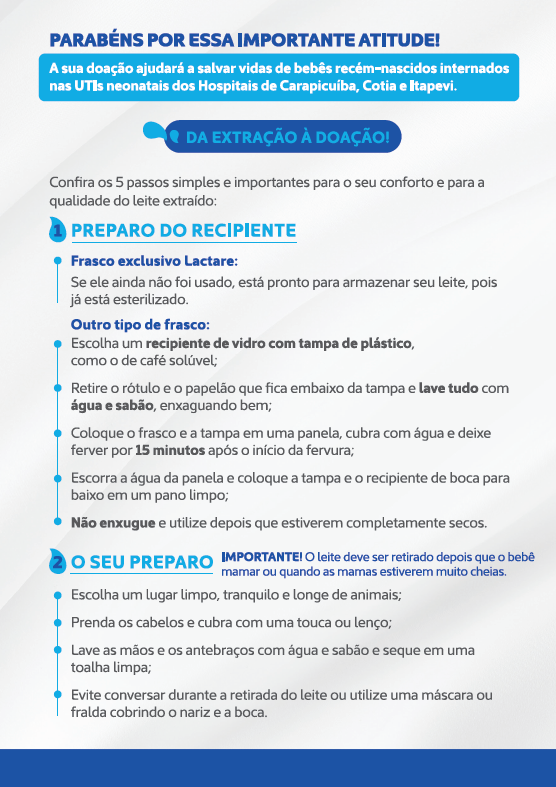 PARABÉNS POR ESSA IMPORTANTE ATITUDE!
A sua doação ajudará a salvar vidas de bebês recém-nascidos internados
nas UTIs neonatais dos Hospitais de Carapicuíba, Cotia e Itapevi.
DA EXTRAÇÃO À DOAÇÃO!
Confira os 5 passos simples e importantes para o seu conforto e para a
qualidade do leite extraído:
1 PREPARO DO RECIPIENTE
Frasco exclusivo Lactare:
Se ele ainda não foi usado, está pronto para armazenar seu leite, pois
já está esterilizado.
Outro tipo de frasco:
Escolha um recipiente de vidro com tampa de plástico,
como o de café solúvel;
Retire o rótulo e o papelão que fica embaixo da tampa e lave tudo com
água e sabão, enxaguando bem;
Coloque o frasco e a tampa em uma panela, cubra com água e deixe
ferver por 15 minutos após o início da fervura;
Escorra a água da panela e coloque a tampa e o recipiente de boca para
baixo em um pano limpo;
Não enxugue e utilize depois que estiverem completamente secos.
2 O SEU PREPARO
IMPORTANTE! O leite deve ser retirado depois que o bebê
mamar ou quando as mamas estiverem muito cheias.
Escolha um lugar limpo, tranquilo e longe de animais;
Prenda os cabelos e cubra com uma touca ou lenço;
Lave as mãos e os antebraços com água e sabão e seque em uma
toalha limpa;
Evite conversar durante a retirada do leite ou utilize uma máscara ou
fralda cobrindo o nariz e a boca.